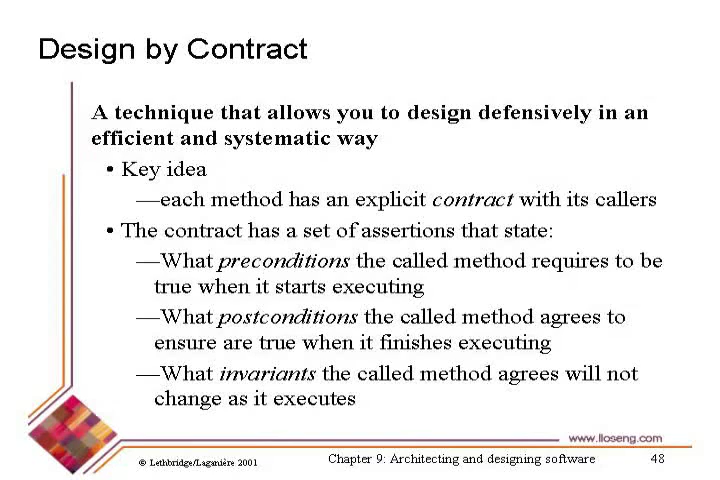 Design by Contract
A technique that allows you to design defensively in an
efficient and systematic way
• Key idea
—each method has an explicit contract with its callers
• The contract has a set of assertions that state:
—What preconditions the called method requires to be
true when it starts executing
—What postconditions the called method agrees to
ensure are true when it finishes executing
—What invariants the called method agrees will not
change as it executes
www.lloseng.com
© Lethbridge/Laganière 2001
Chapter 9: Architecting and designing software
48